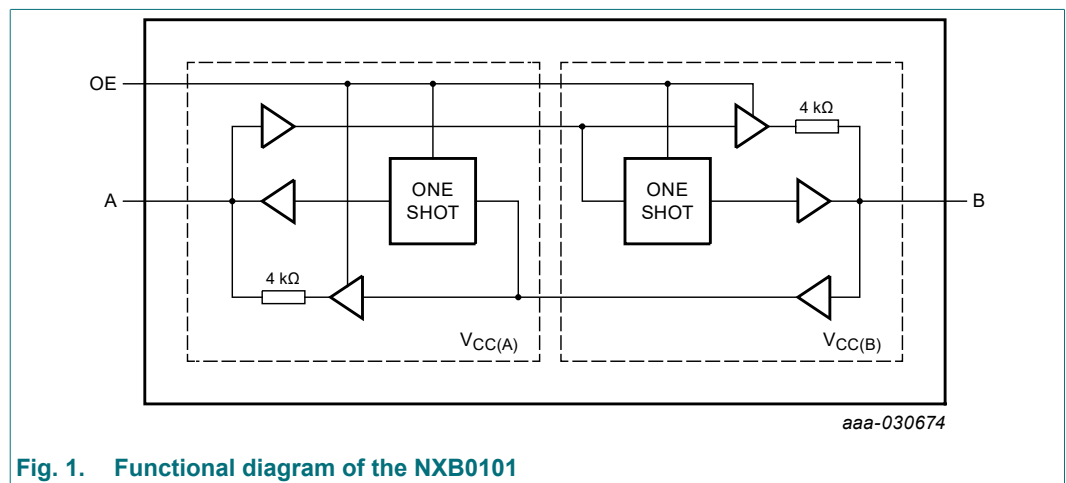 OE
4 kΩ
ONE
SHOT
ONE
SHOT
A
B
4 kΩ
VCC(A)
VCC(B)
aaa-030674
Fig. 1. Functional diagram of the NXB0101